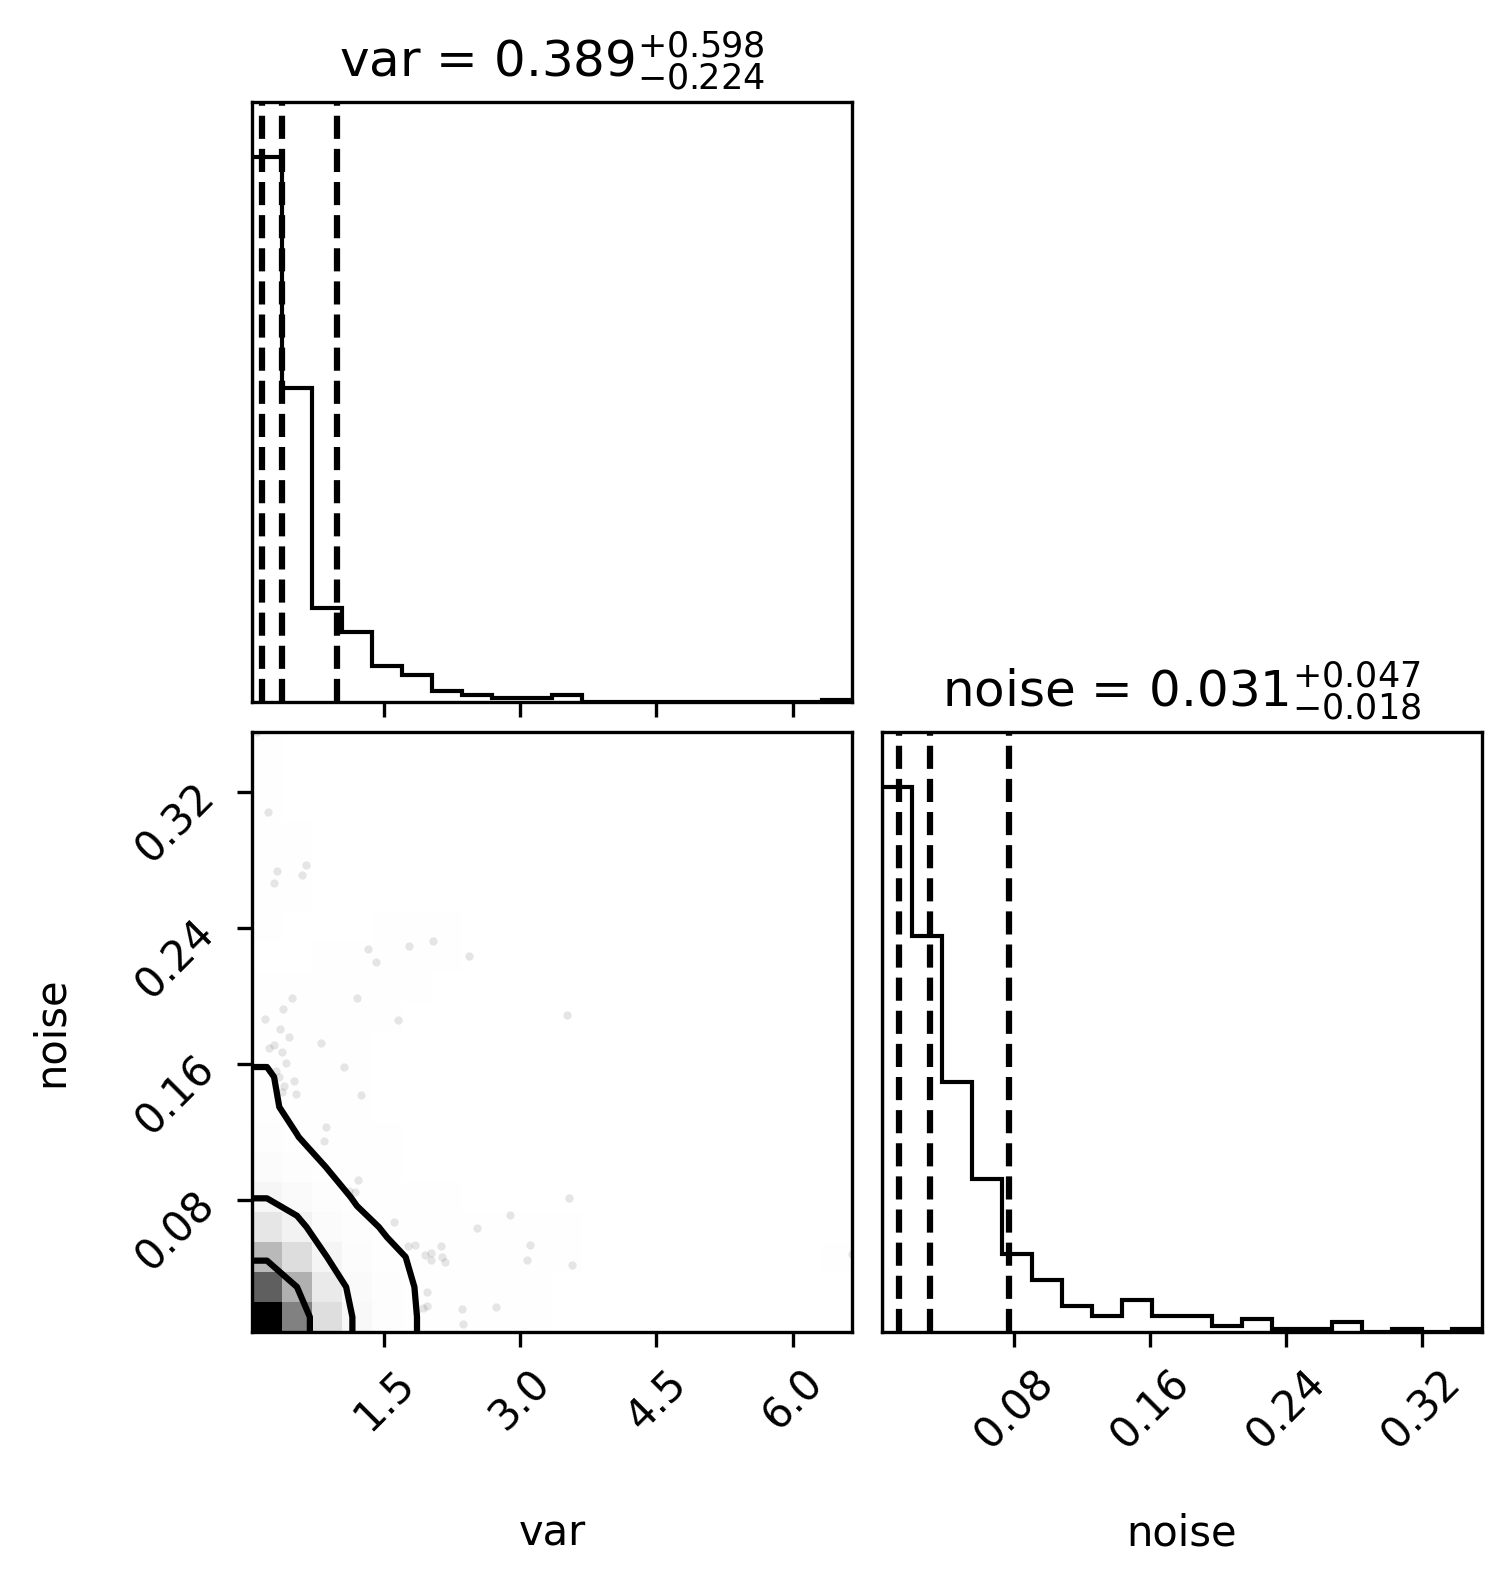 var = 0.389+0.598−0.224
noise = 0.031+0.047−0.018
0.32
0.24
0.16
0.08
noise
1.5 3.0 4.5 6.0
0.08 0.16 0.24 0.32
var
noise